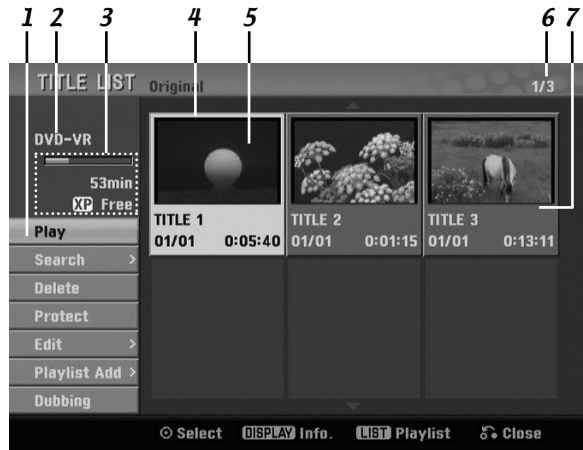 1 2 3 4 5 6 7
TITLE LIST Original 1/3
DVD-VR
53min
XP Free
Play
Search >
Delete
Protect
Edit >
Playlist Add >
Dubbing
TITLE 1
01/01 0:05:40
TITLE 2
01/01 0:01:15
TITLE 3
01/01 0:13:11
Select DISPLAY Info. LIST Playlist Close